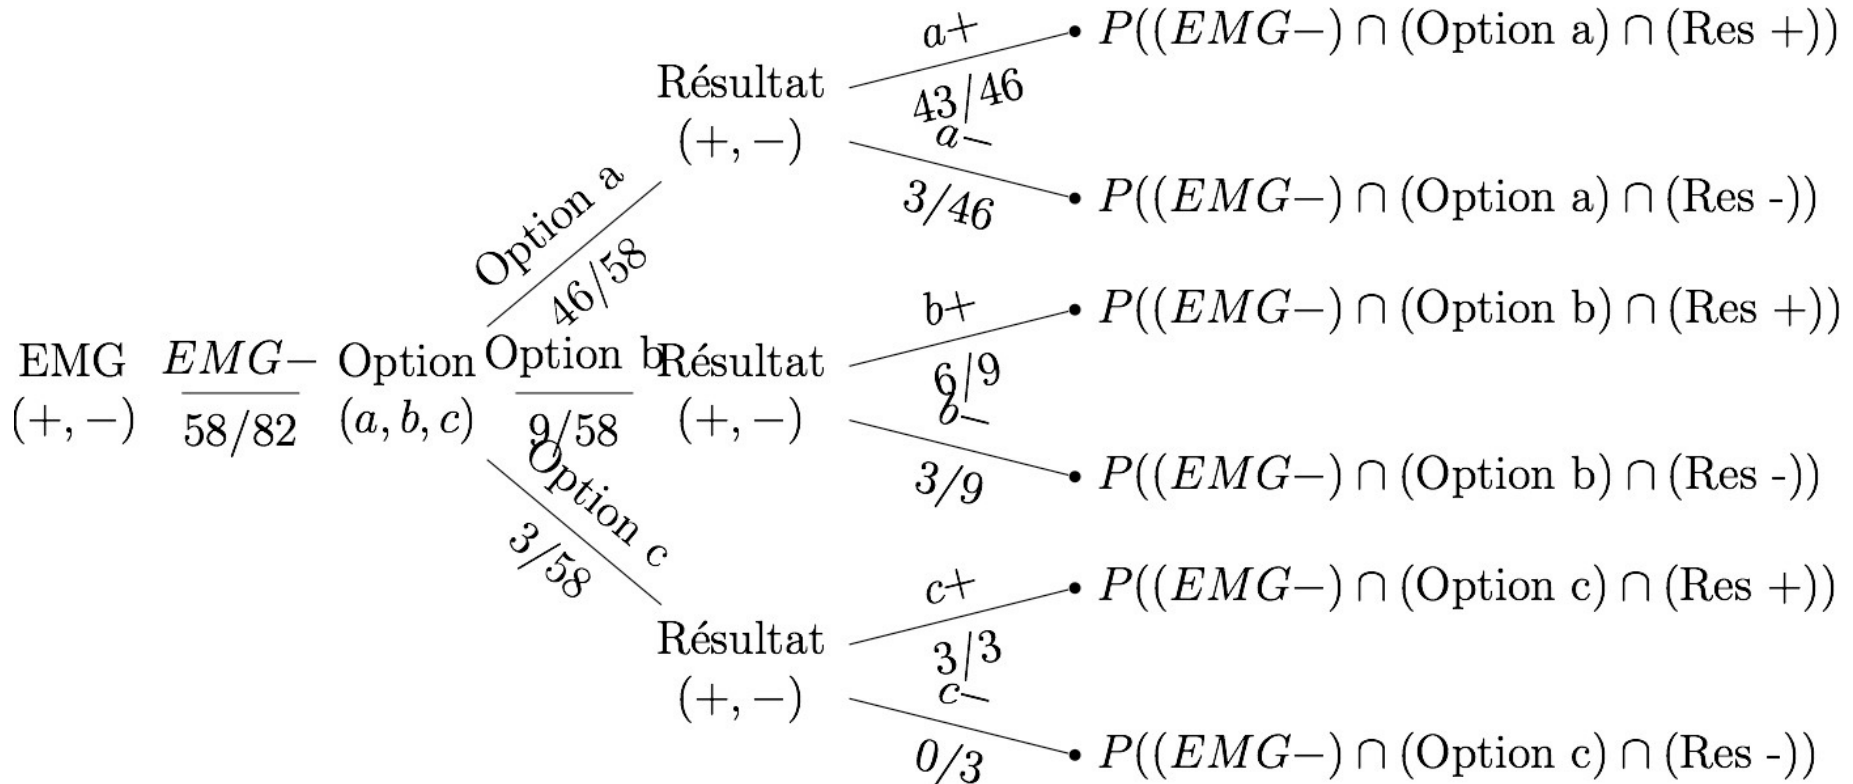 a+ • P((EMG−) ∩ (Option a) ∩ (Res +))
Résultat
43/46
(+, −)
a−
3/46 • P((EMG−) ∩ (Option a) ∩ (Res -))
Option a
46/58
b+ • P((EMG−) ∩ (Option b) ∩ (Res +))
EMG EMG− Option Option b Résultat
6/9
(+, −) 58/82 (a, b, c) 9/58 (+, −)
b−
3/9 • P((EMG−) ∩ (Option b) ∩ (Res -))
Option c
3/58
c+ • P((EMG−) ∩ (Option c) ∩ (Res +))
Résultat
3/3
(+, −)
c−
0/3 • P((EMG−) ∩ (Option c) ∩ (Res -))